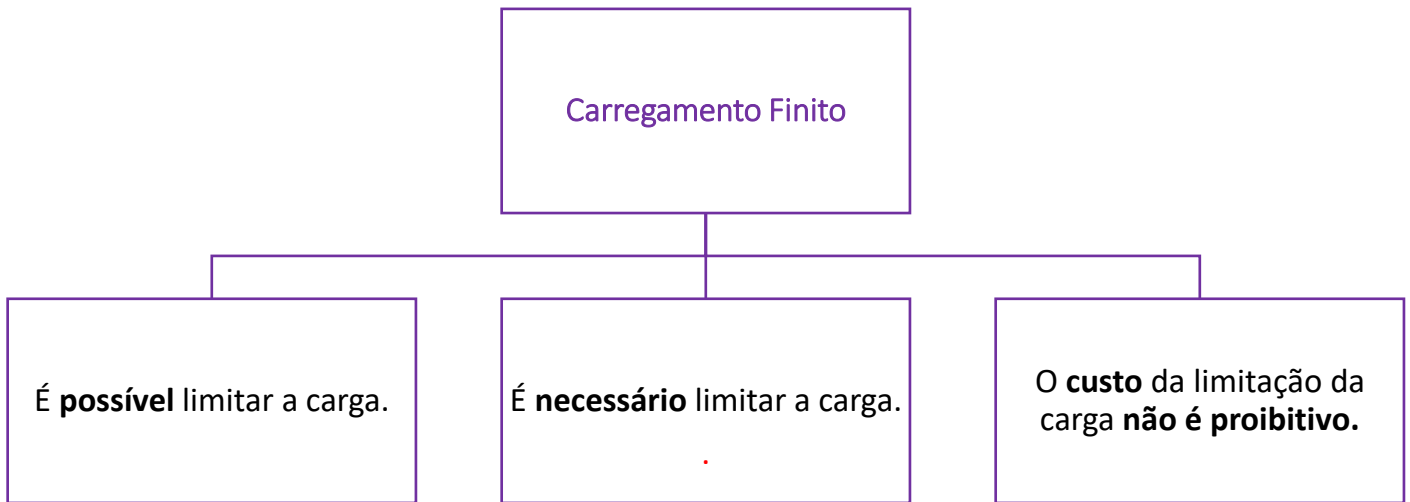 Carregamento Finito
É possível limitar a carga.
É necessário limitar a carga.
.
O custo da limitação da
carga não é proibitivo.